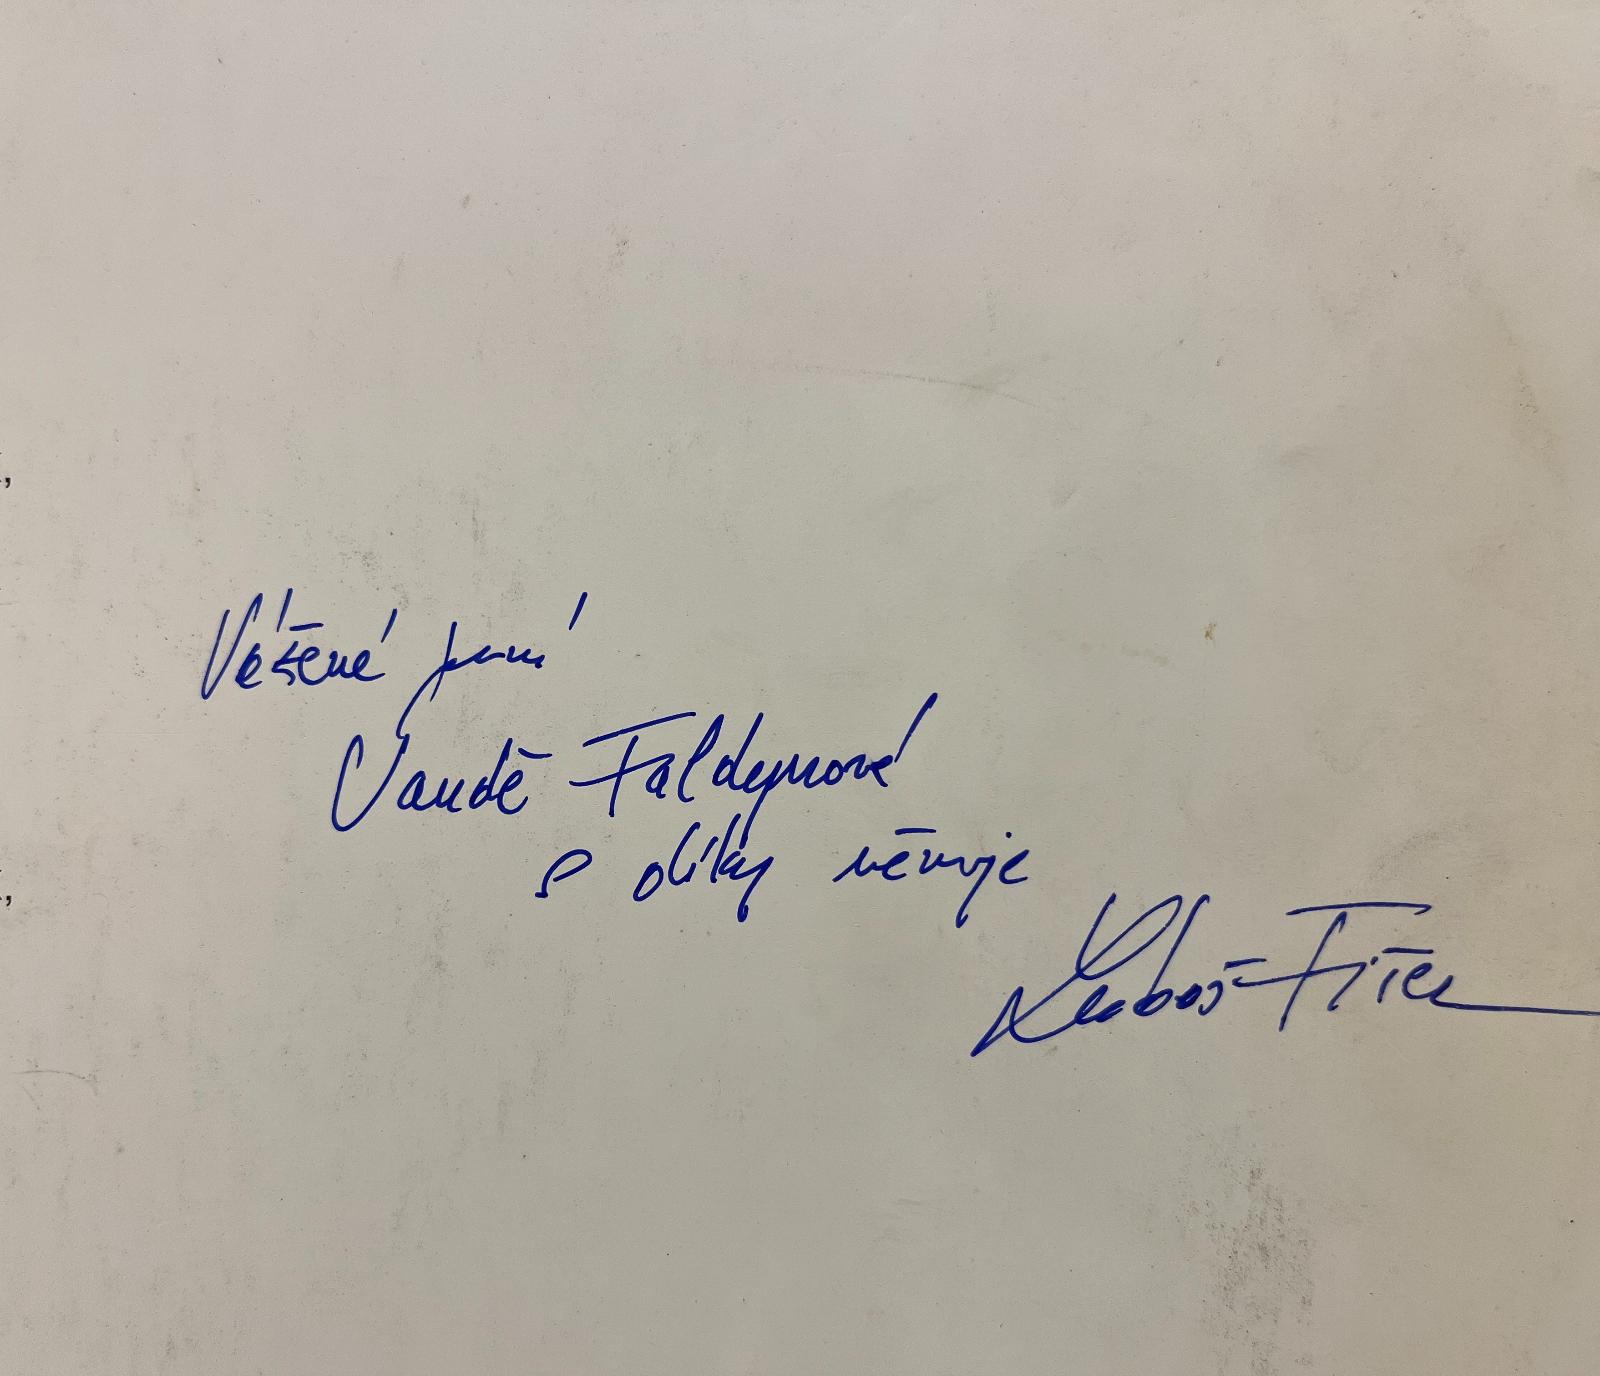 Vážené paní
Vandě Faldynové
s díky věnuje
Luboš Fišer